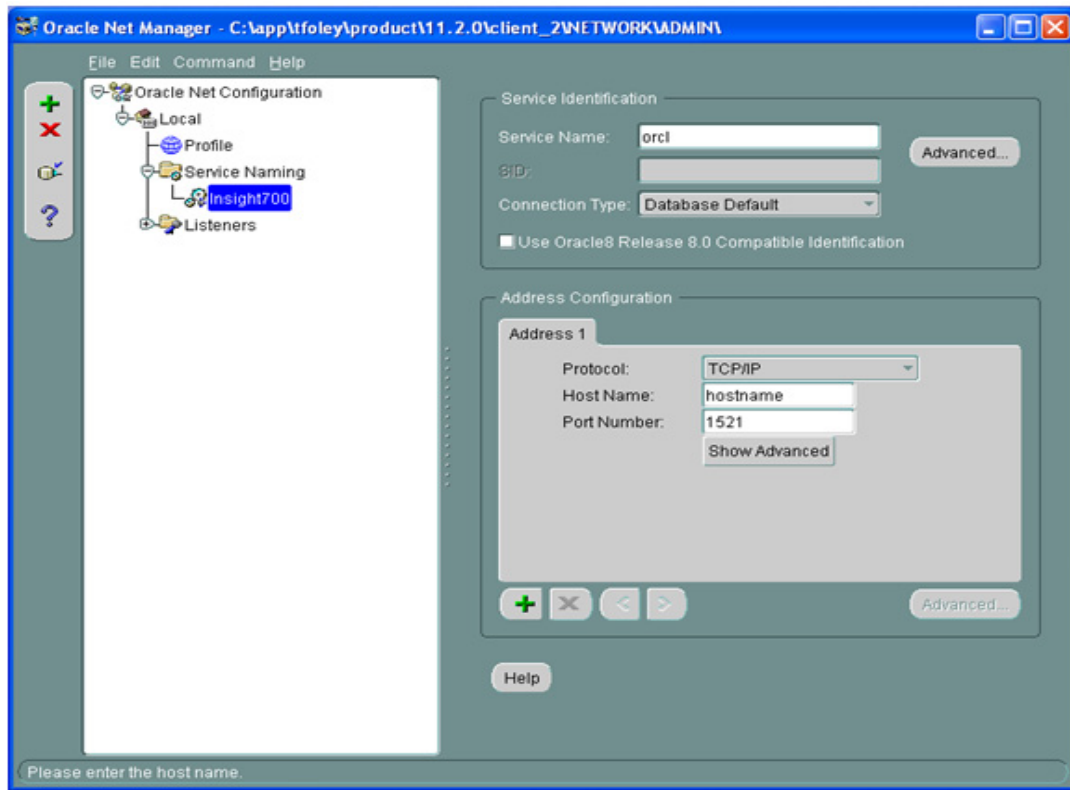 Oracle Net Manager - C:\app\tfoley\product\11.2.0\client_2\NETWORK\ADMIN\
File Edit Command Help
Oracle Net Configuration
Local
Profile
Service Naming
Insight700
Listeners
Service Identification
Service Name: orcl
Advanced...
SID:
Connection Type: Database Default
Use Oracle8 Release 8.0 Compatible Identification
Address Configuration
Address 1
Protocol: TCP/IP
Host Name: hostname
Port Number: 1521
Show Advanced
Advanced...
Help
Please enter the host name.